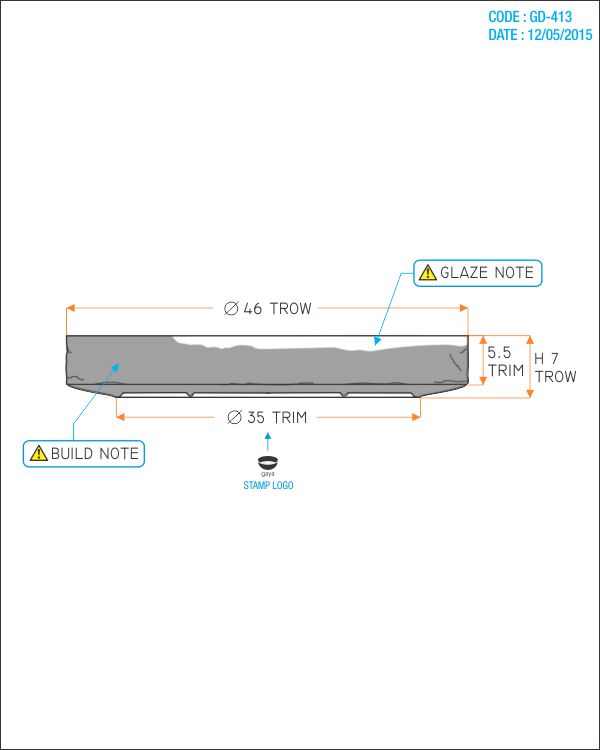 CODE : GD-413
DATE : 12/05/2015
GLAZE NOTE
Ø 46 TROW
5.5
TRIM
H 7
TROW
Ø 35 TRIM
BUILD NOTE
gaya
STAMP LOGO